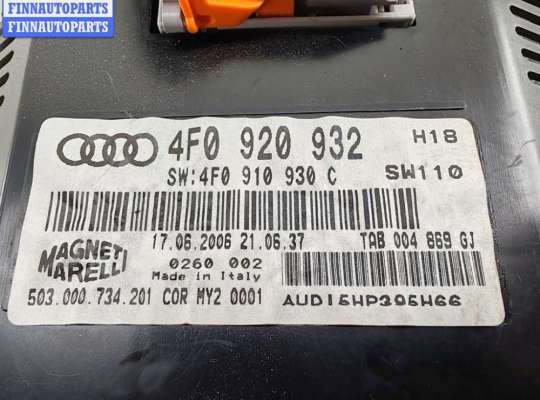 FINNAUTOPARTS
FINNAUTOPARTS
4F0 920 932 H18
SW:4F0 910 930 C SW110
17.06.2006 21.06.37 TAB 004 869 GJ
MAGNETI
MARELLI
0260 002
Made in Italy
503.000.734.201 COR MY2 0001 AUDI5HP395H66